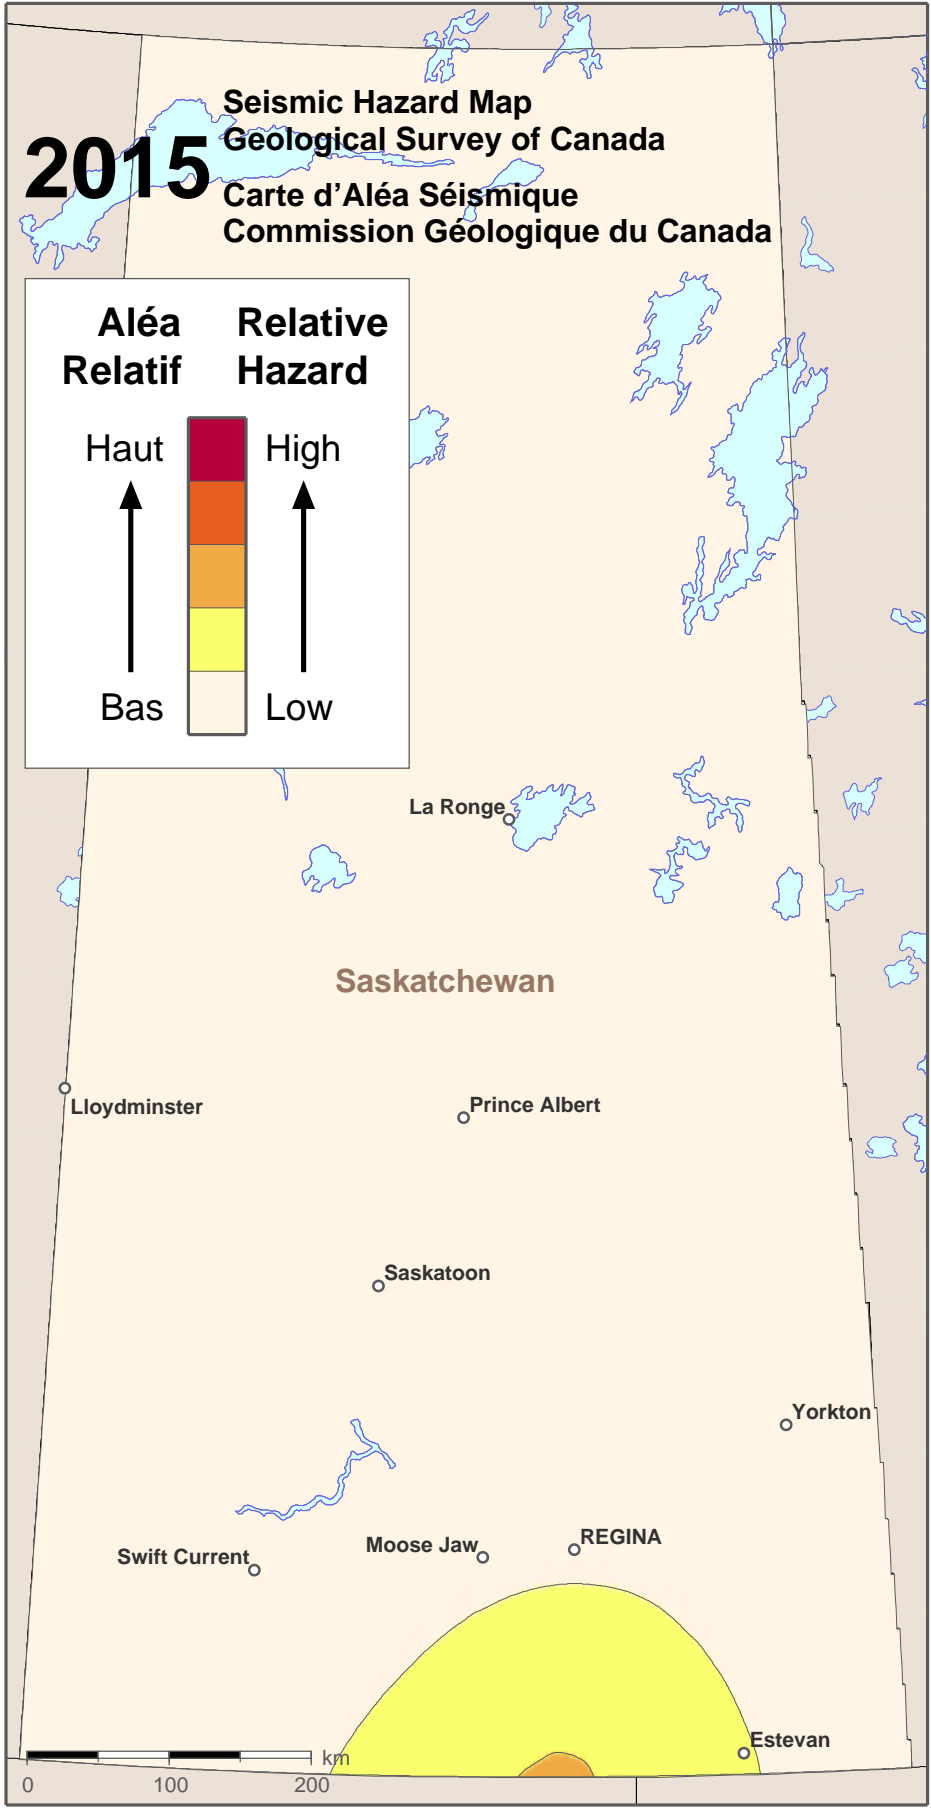 2015
Seismic Hazard Map
Geological Survey of Canada
Carte d’Aléa Séismique
Commission Géologique du Canada
Aléa Relatif
Relative Hazard
Haut
High
Bas
Low
La Ronge
Saskatchewan
Lloydminster
Prince Albert
Saskatoon
Yorkton
Swift Current
Moose Jaw
REGINA
Estevan
km
0 100 200